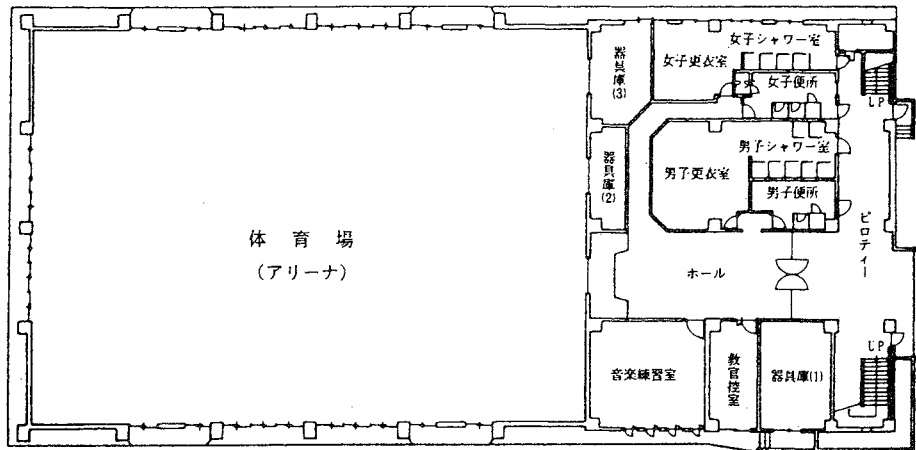 女子シャワー室
器具庫
(3)
女子更衣室
女子便所
UP
男子シャワー室
器具庫
(2)
男子更衣室
男子便所
体育場
(アリーナ)
ピロティー
ホール
UP
音楽練習室
教官控室
器具庫(1)